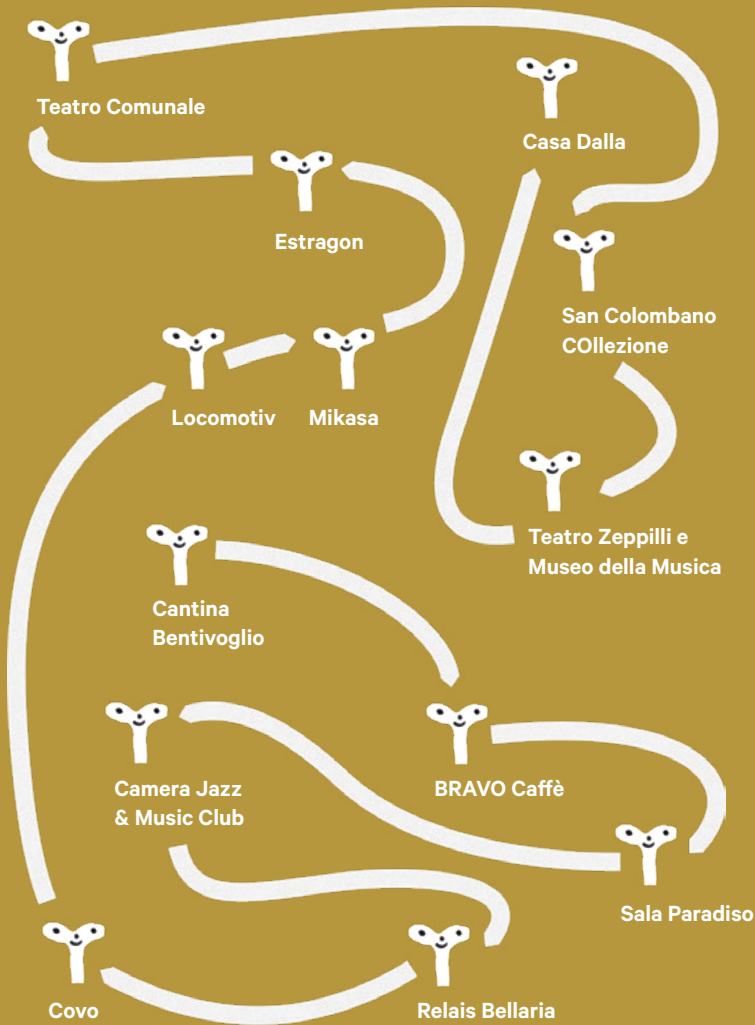 Teatro Comunale
Casa Dalla
Estragon
San Colombano
COllezione
Locomotiv
Mikasa
Teatro Zeppilli e
Museo della Musica
Cantina
Bentivoglio
Camera Jazz
& Music Club
BRAVO Caffè
Sala Paradiso
Covo
Relais Bellaria